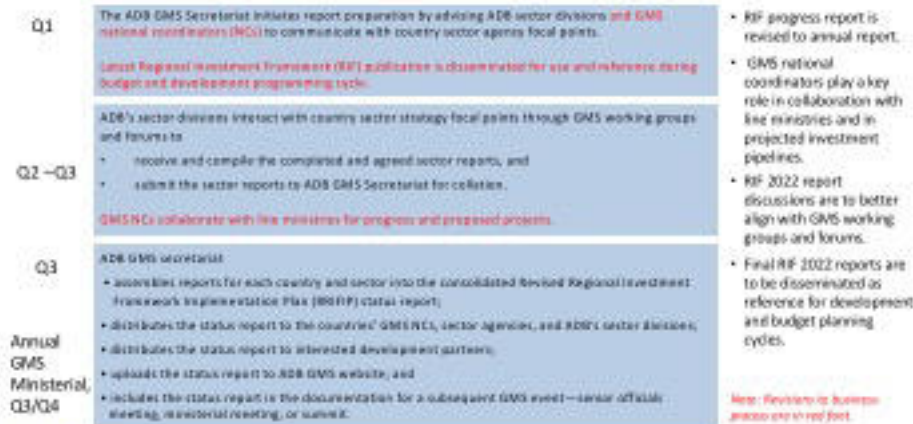 Q1
The ADB GMS Secretariat initiates report preparation by advising ADB sector divisions and GMS
national coordinators (NCs) to communicate with country sector agency focal points.
Latest Regional Investment Framework (RIF) publication is disseminated for use and reference during
budget and development programming cycle.
Q2 –Q3
ADB's sector divisions interact with country sector strategy focal points through GMS working groups
and forums to
• receive and compile the completed and agreed sector reports, and
• submit the sector reports to ADB GMS Secretariat for collation.
GMS NCs collaborate with line ministries for progress and proposed projects.
Q3
Annual
GMS
Ministerial,
Q3/Q4
ADB GMS secretariat
• assembles reports for each country and sector into the consolidated Revised Regional Investment
Framework Implementation Plan (RRIFIP) status report;
• distributes the status report to the countries' GMS NCs, sector agencies, and ADB's sector divisions;
• distributes the status report to interested development partners;
• uploads the status report to ADB GMS website; and
• includes the status report in the documentation for a subsequent GMS event—senior officials
meeting, ministerial meeting, or summit.
• RIF progress report is
revised to annual report.
• GMS national
coordinators play a key
role in collaboration with
line ministries and in
projected investment
pipelines.
• RIF 2022 report
discussions are to better
align with GMS working
groups and forums.
• Final RIF 2022 reports are
to be disseminated as
reference for development
and budget planning
cycles.
Note: Revisions to business
process are in red font.